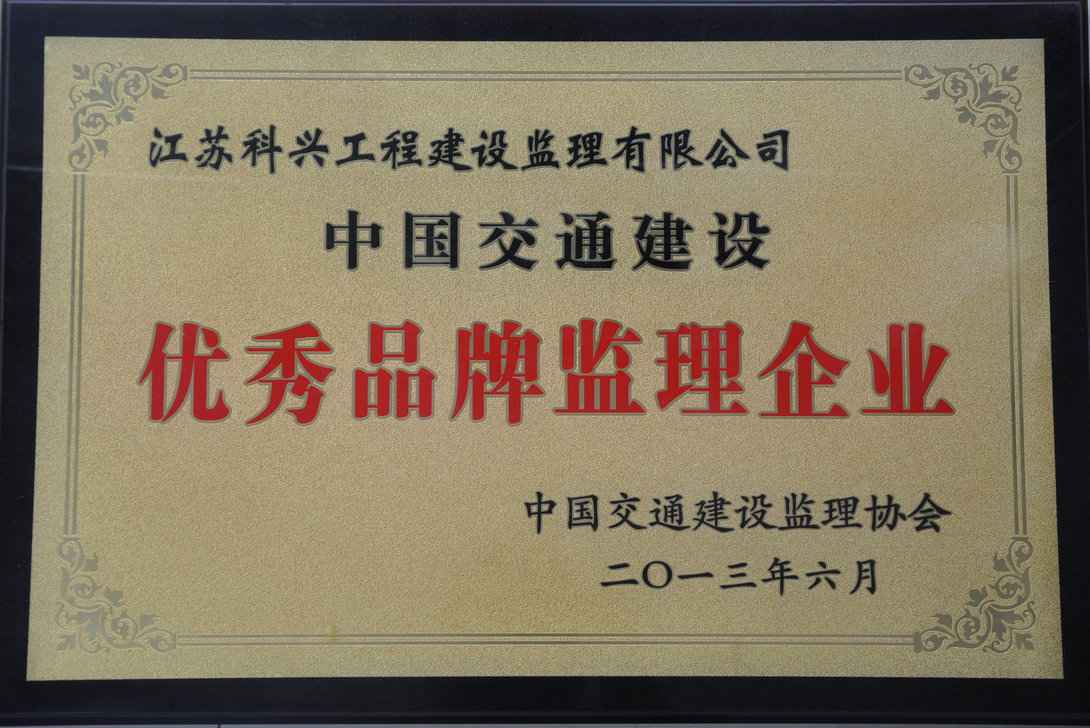 江苏科兴工程建设监理有限公司
中国交通建设
优秀品牌监理企业
中国交通建设监理协会
二〇一三年六月